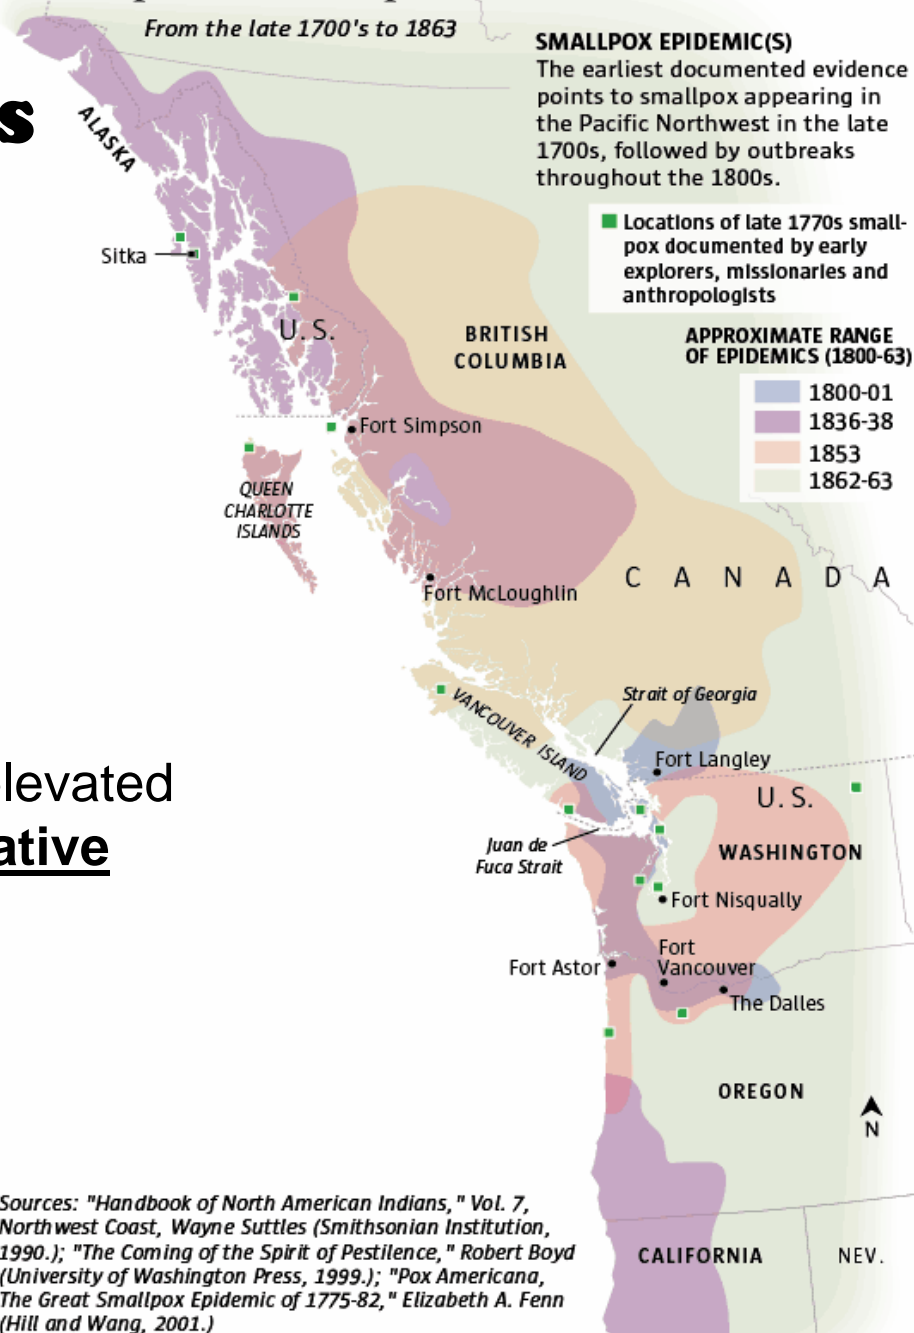 From the late 1700's to 1863
SMALLPOX EPIDEMIC(S)
The earliest documented evidence
points to smallpox appearing in
the Pacific Northwest in the late
1700s, followed by outbreaks
throughout the 1800s.
s
ALASKA
Locations of late 1770s small-
pox documented by early
explorers, missionaries and
anthropologists
Sitka
U.S.
BRITISH
COLUMBIA
APPROXIMATE RANGE
OF EPIDEMICS (1800-63)
1800-01
1836-38
1853
1862-63
Fort Simpson
QUEEN
CHARLOTTE
ISLANDS
CANADA
Fort McLoughlin
Strait of Georgia
VANCOUVER ISLAND
Fort Langley
levated
ative
U.S.
Juan de
Fuca Strait
WASHINGTON
Fort Nisqually
Fort Astor
Fort
Vancouver
The Dalles
OREGON
N
Sources: "Handbook of North American Indians," Vol. 7,
Northwest Coast, Wayne Suttles (Smithsonian Institution,
1990.); "The Coming of the Spirit of Pestilence," Robert Boyd
(University of Washington Press, 1999.); "Pox Americana,
The Great Smallpox Epidemic of 1775-82," Elizabeth A. Fenn
(Hill and Wang, 2001.)
CALIFORNIA
NEV.